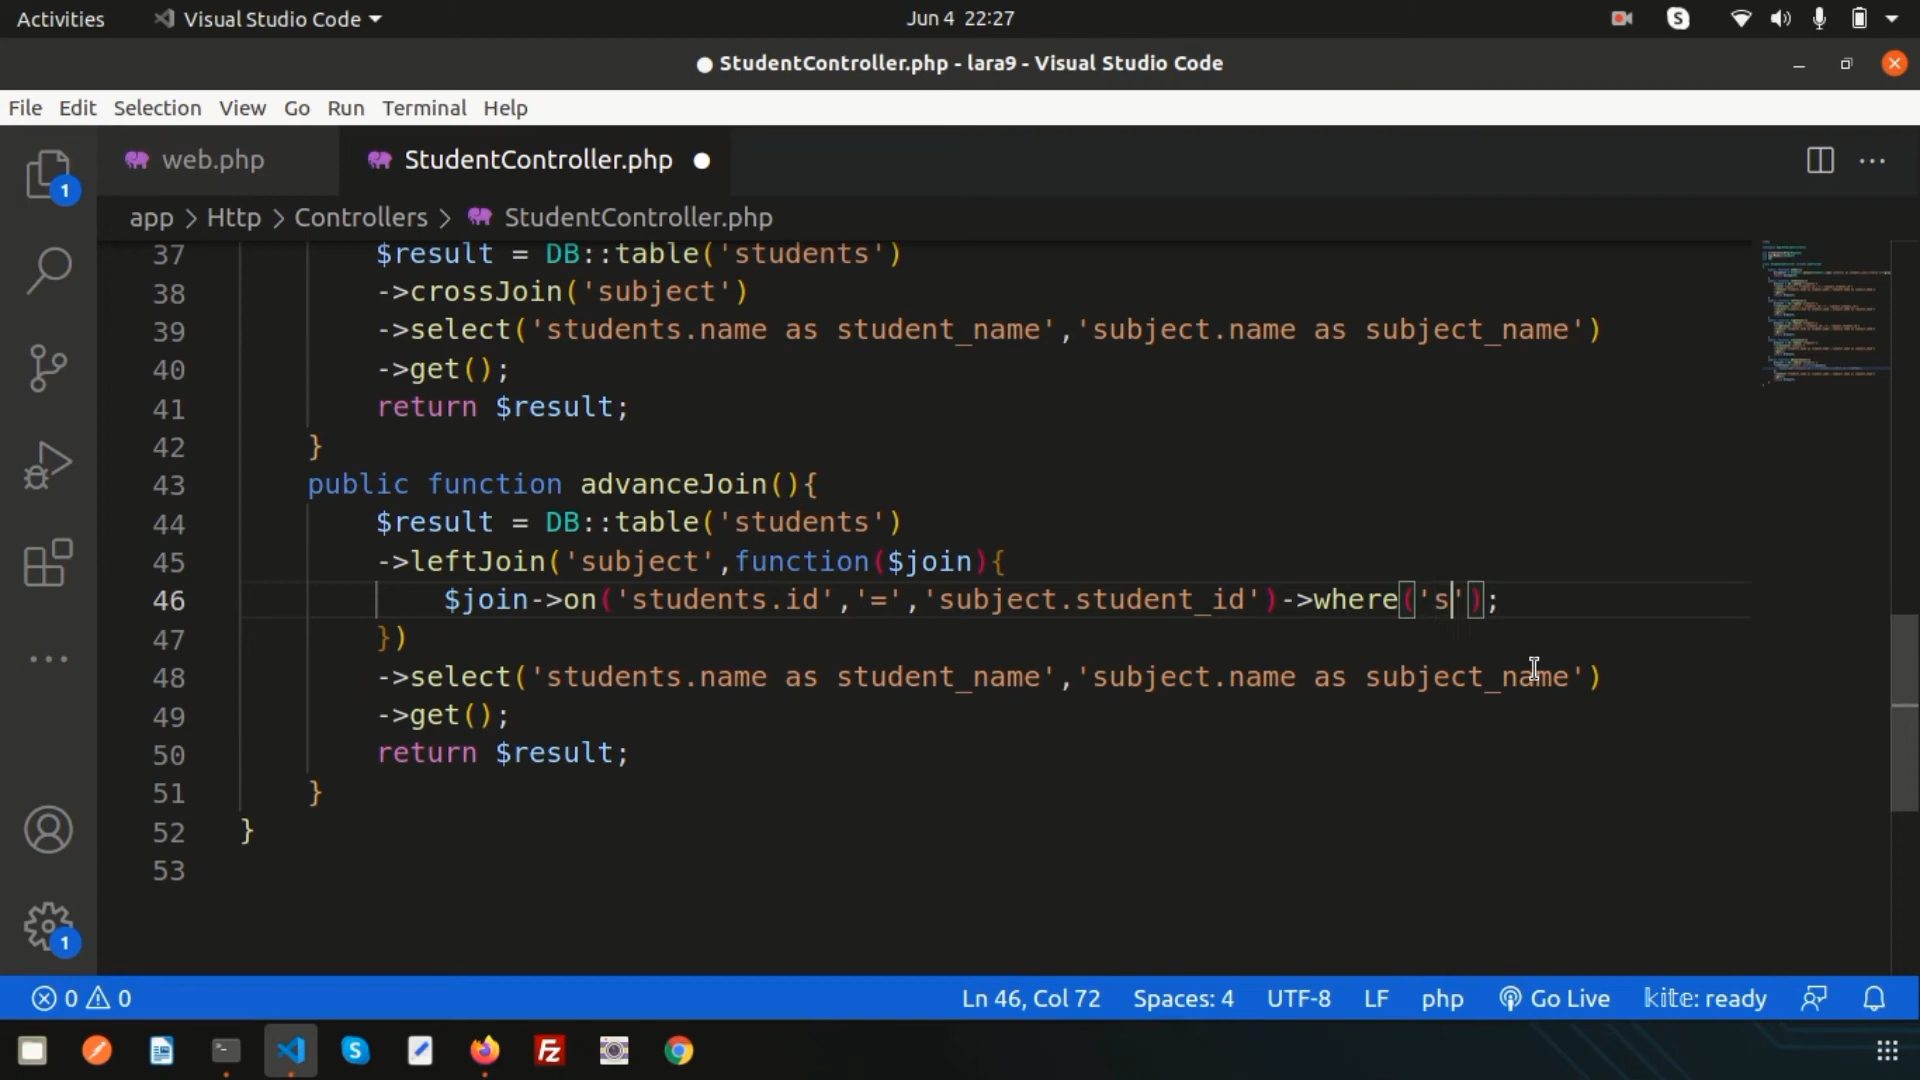 Activities
Visual Studio Code
Jun 4 22:27
S
● StudentController.php - lara9 - Visual Studio Code
File Edit Selection View Go Run Terminal Help
web.php
StudentController.php
app > Http > Controllers > StudentController.php
1
37 $result = DB::table('students')
38 ->crossJoin('subject')
39 ->select('students.name as student_name','subject.name as subject_name')
40 ->get();
41 return $result;
42 }
43 public function advanceJoin(){
44 $result = DB::table('students')
45 ->leftJoin('subject',function($join){
46 $join->on('students.id','=','subject.student_id')->where('s');
47 })
48 ->select('students.name as student_name','subject.name as subject_name')
49 ->get();
50 return $result;
51 }
52 }
53
1
0 0
Ln 46, Col 72
Spaces: 4
UTF-8
LF
php
Go Live
kite: ready
S
Fz